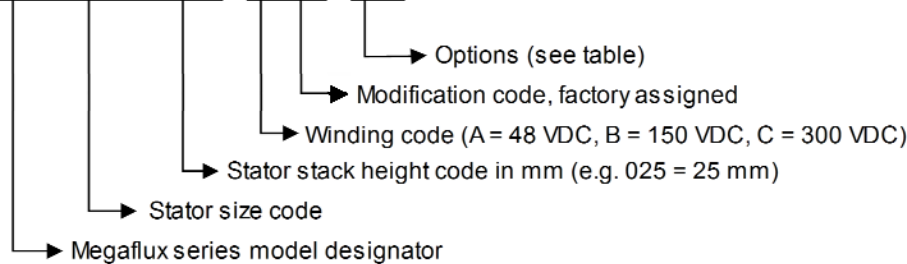 Options (see table)
Modification code, factory assigned
Winding code (A = 48 VDC, B = 150 VDC, C = 300 VDC)
Stator stack height code in mm (e.g. 025 = 25 mm)
Stator size code
Megaflux series model designator